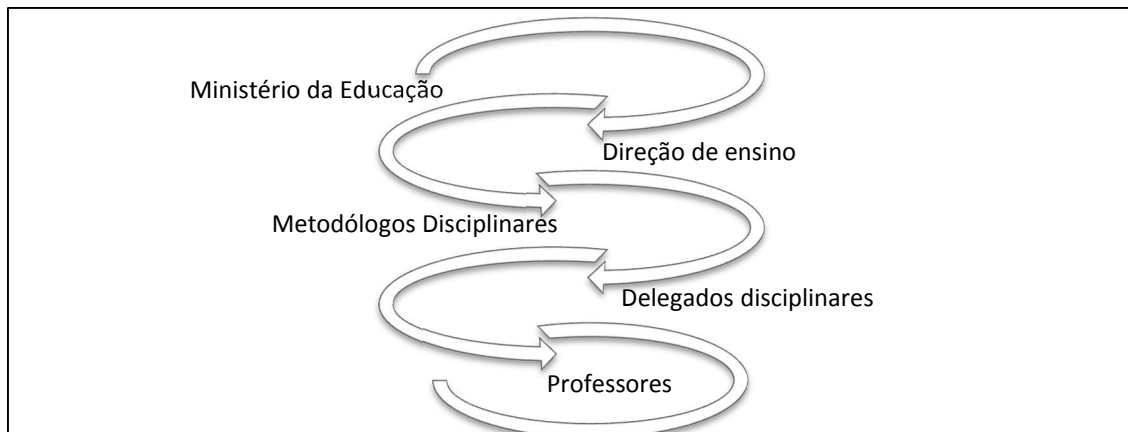 Ministério da Educação
Direção de ensino
Metodólogos Disciplinares
Delegados disciplinares
Professores